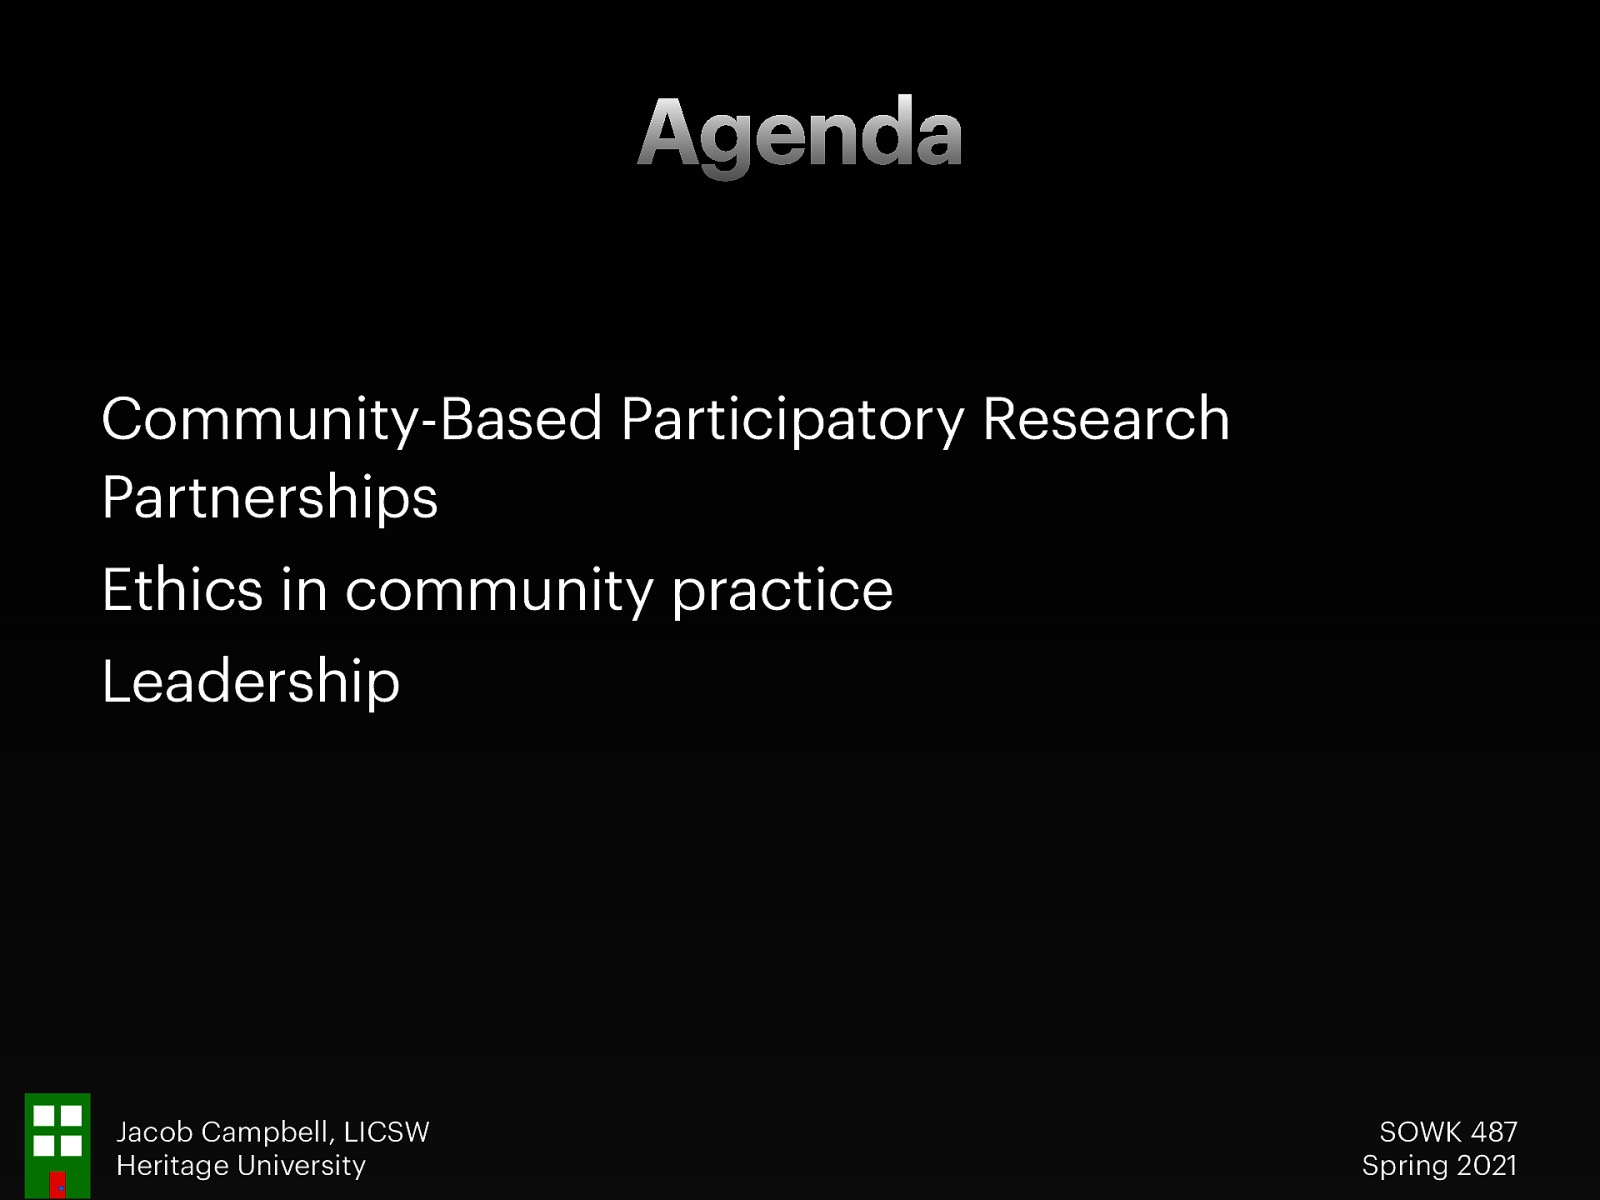 Agenda
Community-Based Participatory Research
Partnerships
Ethics in community practice
Leadership
Jacob Campbell, LICSW
Heritage University
SOWK 487
Spring 2021